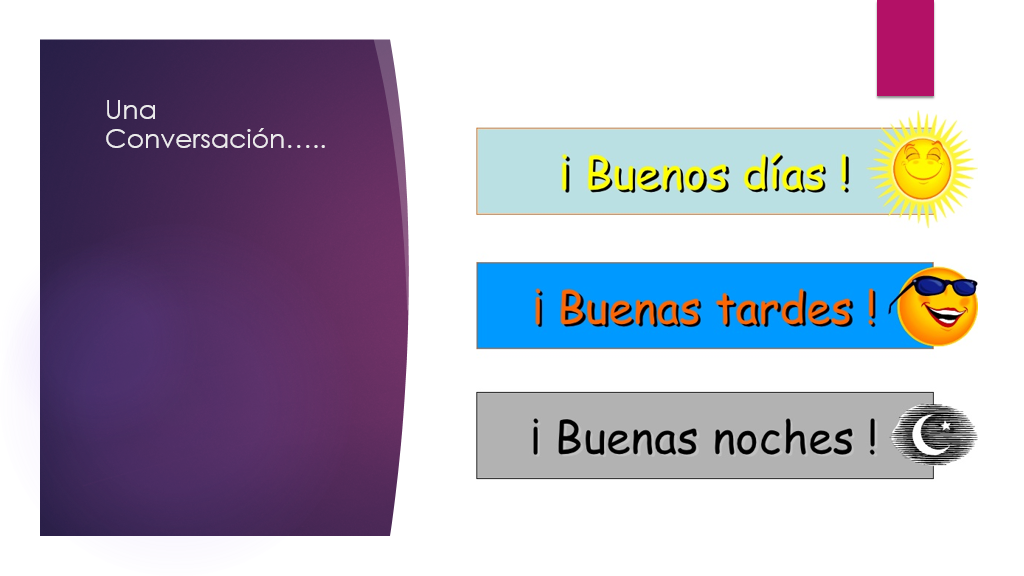 Una
Conversación.....
¡ Buenos días !
¡ Buenas tardes !
¡ Buenas noches !